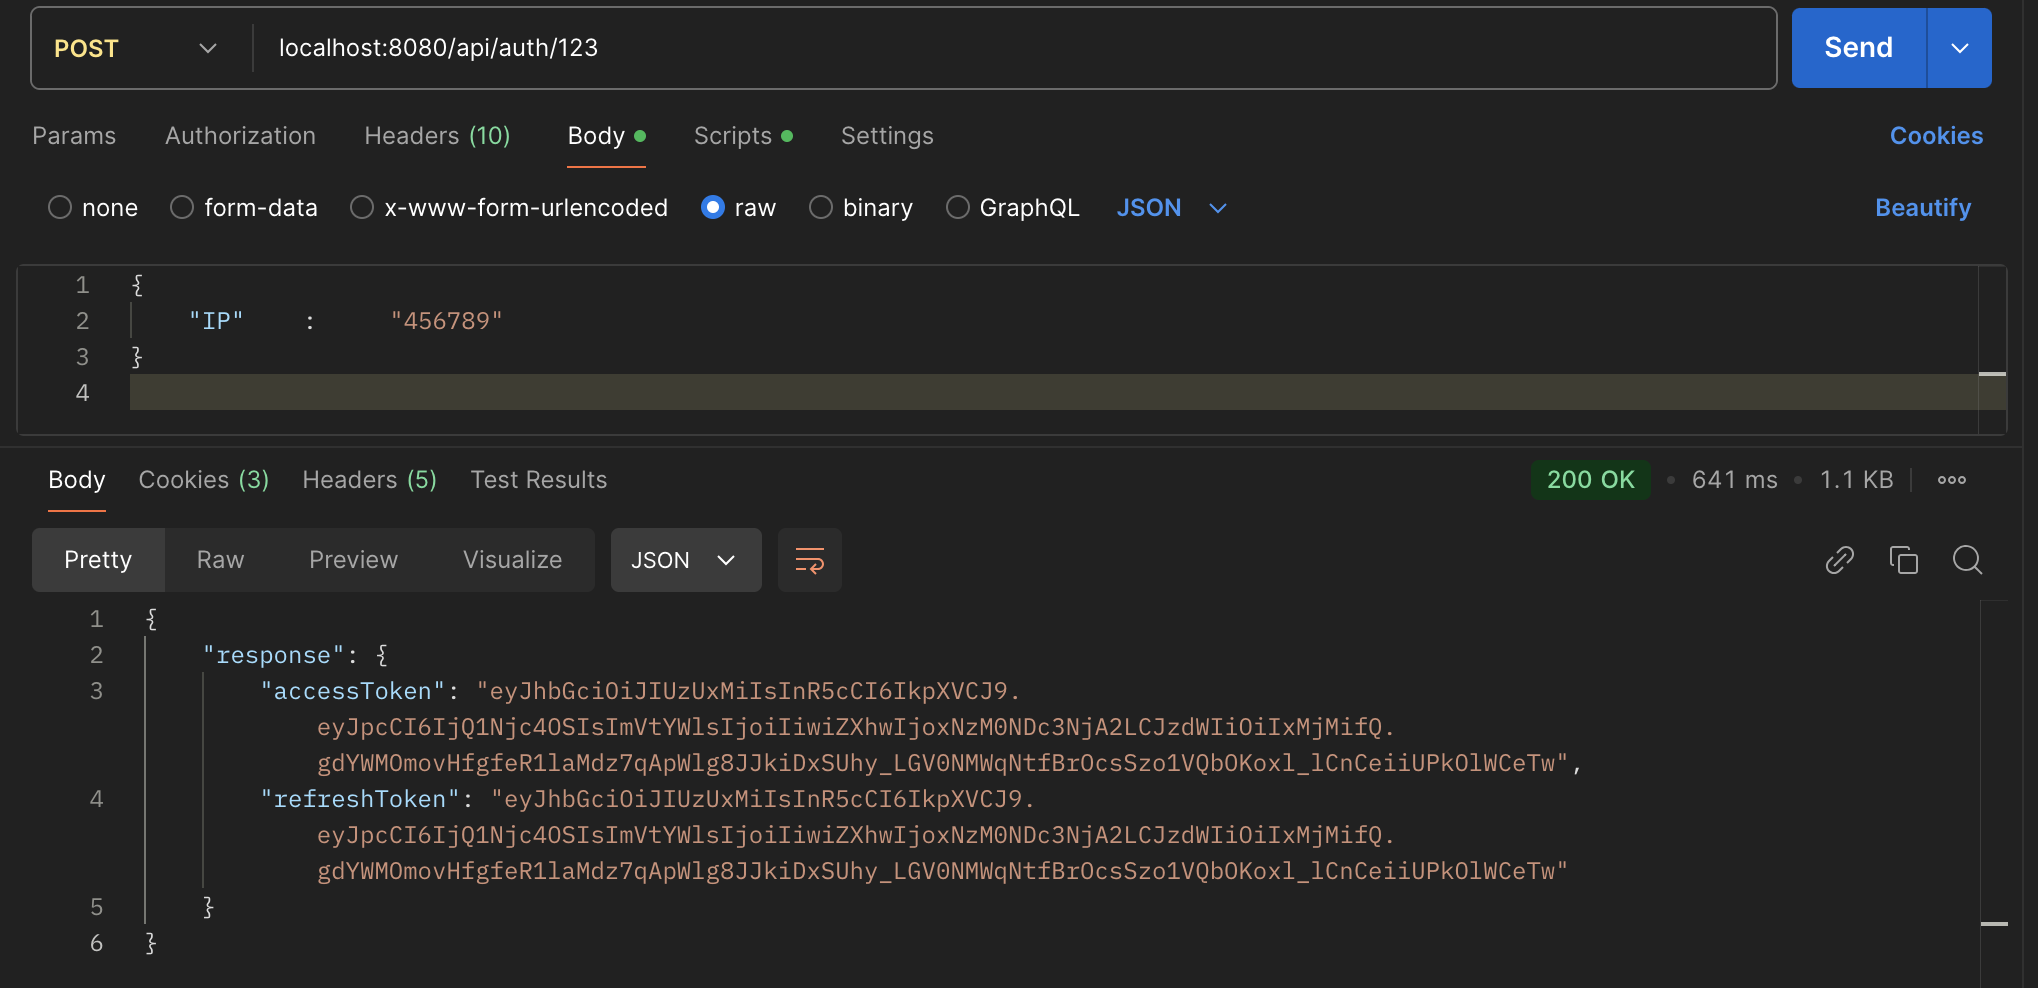 POST localhost:8080/api/auth/123 Send
Params Authorization Headers (10) Body Scripts Settings Cookies
none form-data x-www-form-urlencoded raw binary GraphQL JSON Beautify
1 {
2 "IP" : "456789"
3 }
4
Body Cookies (3) Headers (5) Test Results 200 OK • 641 ms • 1.1 KB
Pretty Raw Preview Visualize JSON
1 {
2 "response": {
3 "accessToken": "eyJhbGciOiJIUzUxMiIsInR5cCI6IkpXVCJ9.
eyJpcCI6IjQ1Njc4OSIsImVtYWlsIjoiIiwiZXhwIjoxNzM0NDc3NjA2LCJzdWIiOiIxMjMifQ.
gdYWMOmovHfgfeR1laMdz7qApWlg8JJkiDxSUhy_LGV0NMWqNtfBrOcsSzo1VQbOKoxl_lCnCeiiUPkOlWCeTw",
4 "refreshToken": "eyJhbGciOiJIUzUxMiIsInR5cCI6IkpXVCJ9.
eyJpcCI6IjQ1Njc4OSIsImVtYWlsIjoiIiwiZXhwIjoxNzM0NDc3NjA2LCJzdWIiOiIxMjMifQ.
gdYWMOmovHfgfeR1laMdz7qApWlg8JJkiDxSUhy_LGV0NMWqNtfBrOcsSzo1VQbOKoxl_lCnCeiiUPkOlWCeTw"
5 }
6 }